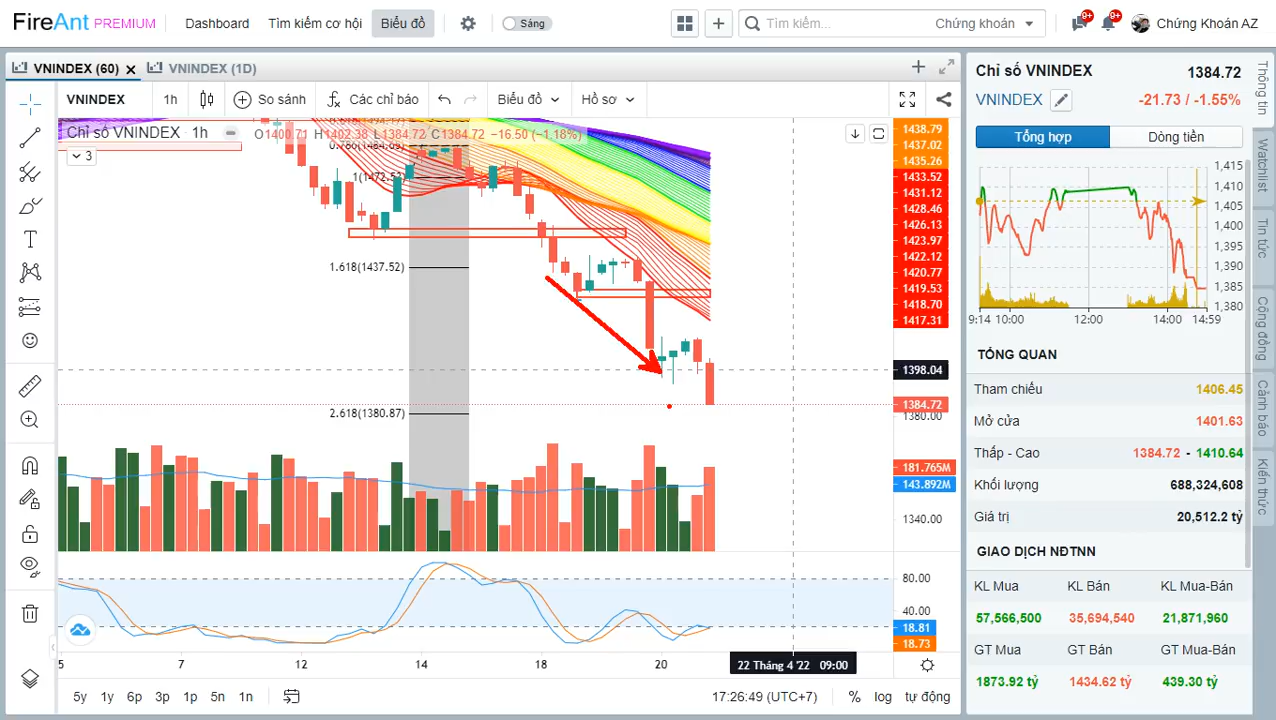 FireAnt PREMIUM Dashboard Tìm kiếm cơ hội Biểu đồ Sáng Tìm kiếm... Chứng khoán 9+ 9+ Chứng Khoán AZ
VNINDEX (60) VNINDEX (1D)
VNINDEX 1h So sánh Các chỉ báo Biểu đồ Hồ sơ
Chỉ số VNINDEX · 1h O1400.71 H1402.38 L1384.72 C1384.72 −16.50 (−1.18%)
3
1(1472.53)
1.618(1437.52)
2.618(1380.87)
1438.79
1437.02
1435.26
1433.52
1431.12
1428.46
1426.13
1423.97
1422.12
1420.77
1419.53
1418.70
1417.31
1398.04
1384.72
1380.00
181.765M
143.892M
1340.00
80.00
40.00
18.81
18.73
5 7 12 14 18 20 22 Tháng 4 '22 09:00
5y 1y 6p 3p 1p 5n 1n 17:26:49 (UTC+7) % log tự động
Chỉ số VNINDEX 1384.72
VNINDEX -21.73 / -1.55%
Tổng hợp Dòng tiền
1,415
1,410
1,405
1,400
1,395
1,390
1,385
1,380
9:14 10:00 12:00 14:00 14:59
TỔNG QUAN
Tham chiếu 1406.45
Mở cửa 1401.63
Thấp - Cao 1384.72 - 1410.64
Khối lượng 688,324,608
Giá trị 20,512.2 tỷ
GIAO DỊCH NĐTNN
KL Mua KL Bán KL Mua-Bán
57,566,500 35,694,540 21,871,960
GT Mua GT Bán GT Mua-Bán
1873.92 tỷ 1434.62 tỷ 439.30 tỷ
Thông tin
Watchlist
Tin tức
Cộng đồng
Cảnh báo
Kiến thức